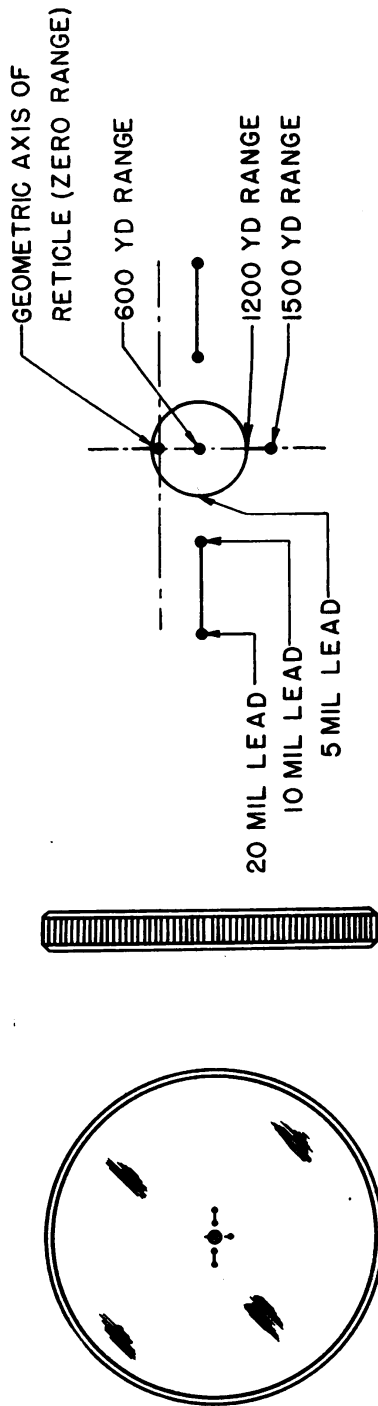 GEOMETRIC AXIS OF
RETICLE (ZERO RANGE)
600 YD RANGE
1200 YD RANGE
1500 YD RANGE
20 MIL LEAD
10 MIL LEAD
5 MIL LEAD